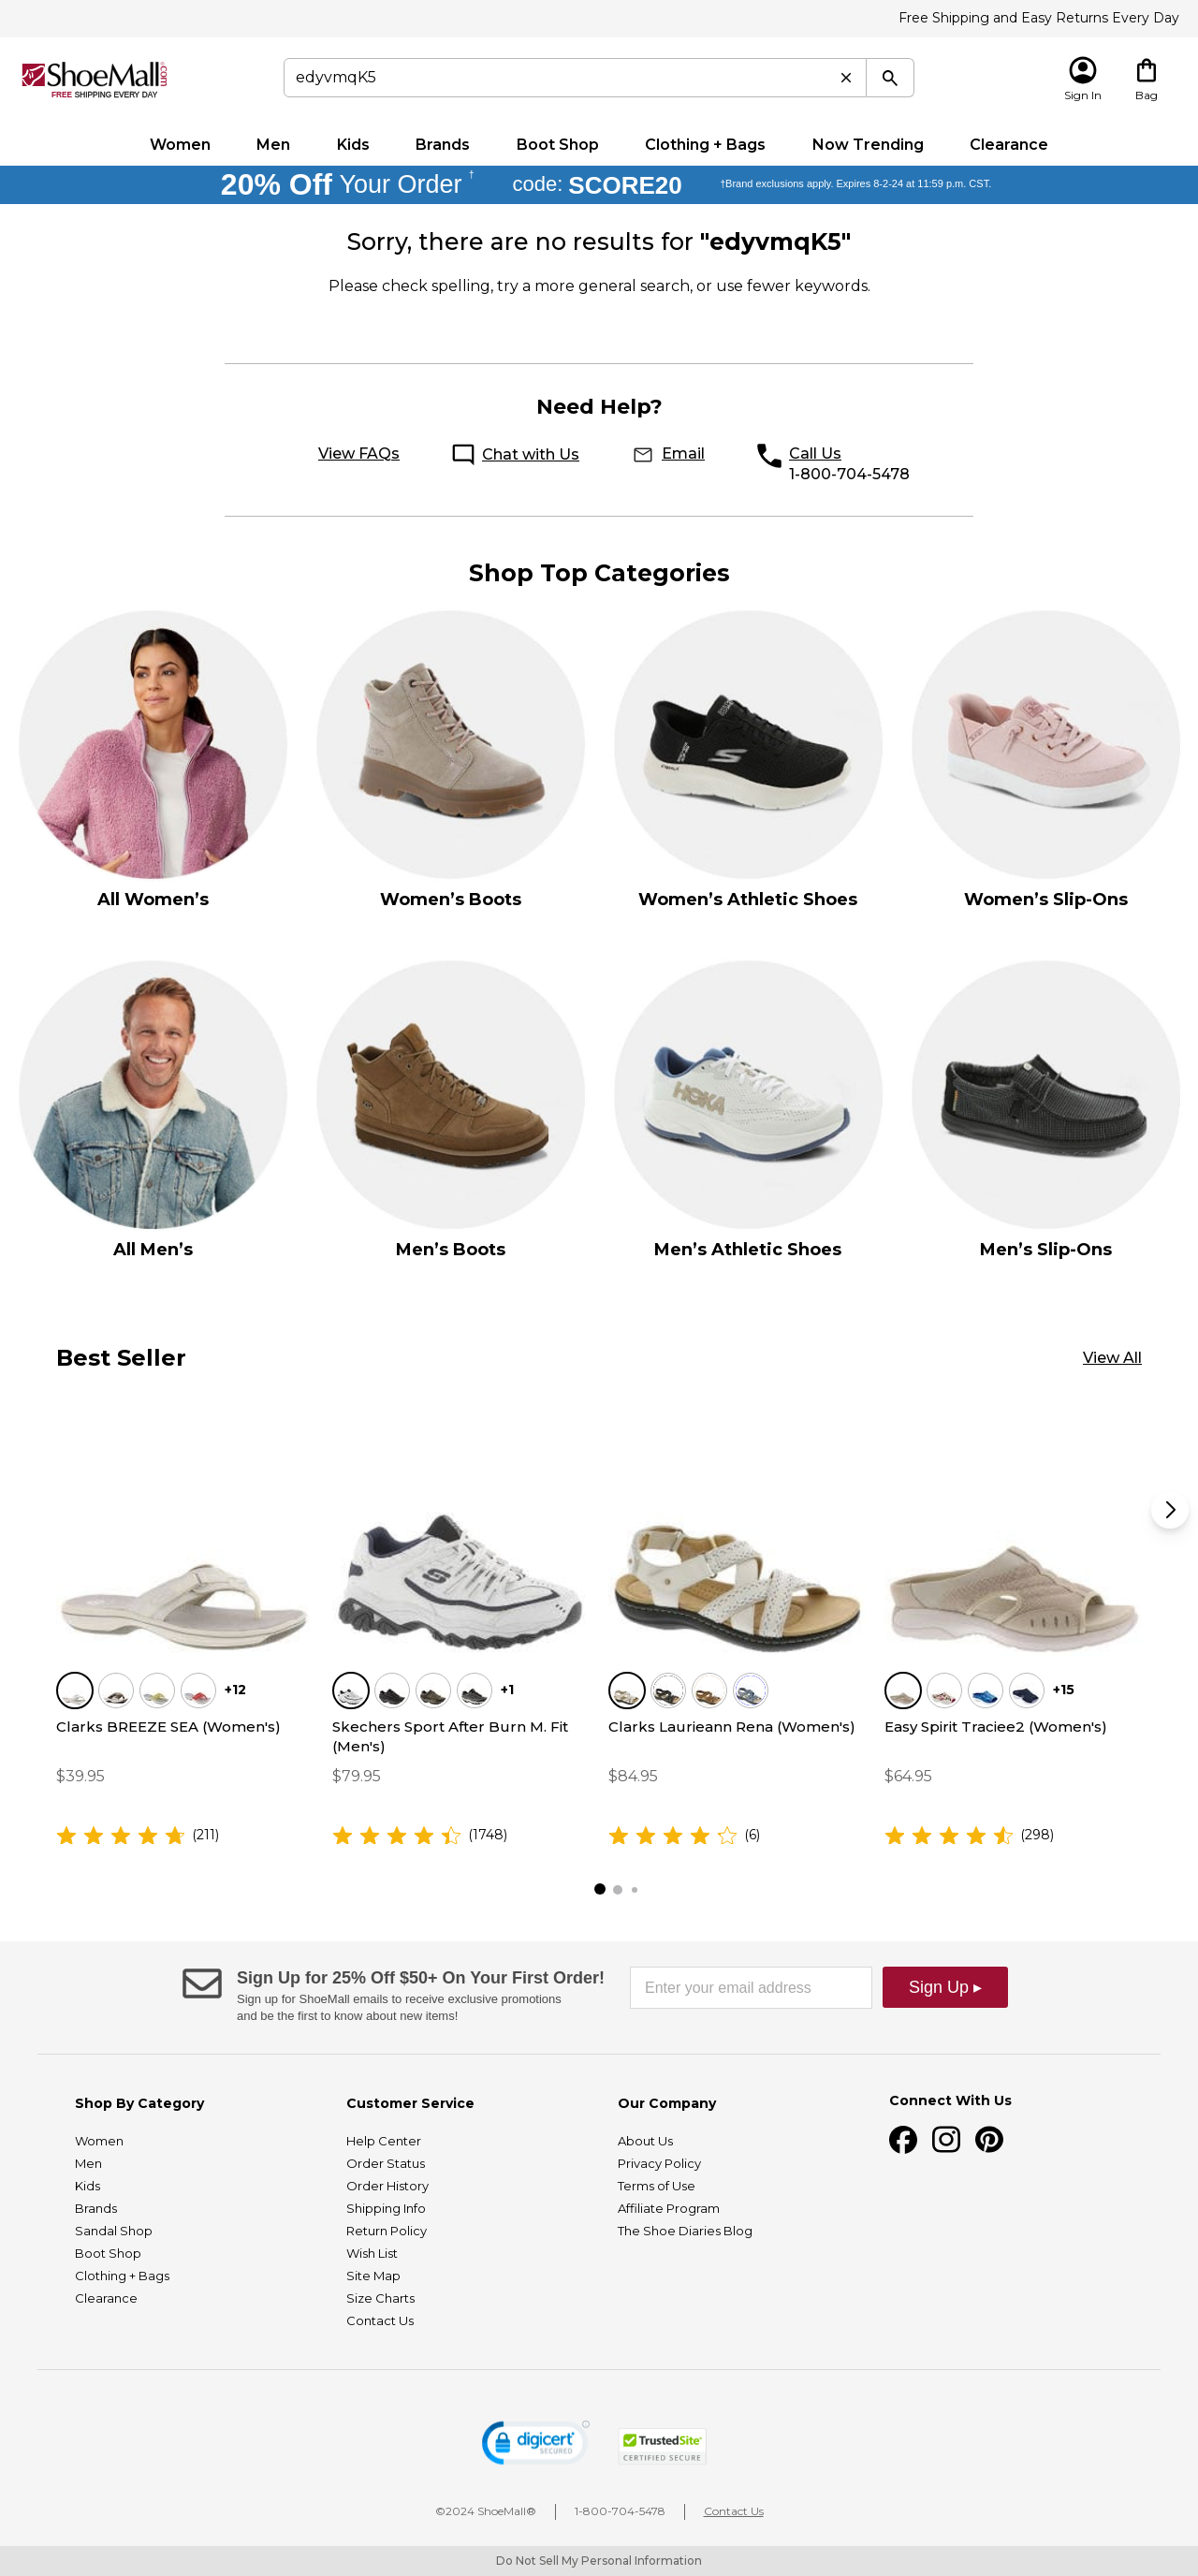 Free Shipping and Easy Returns Every Day
ShoeMall.com
FREE SHIPPING EVERY DAY
edyvmqK5
Sign In
Bag
Women Men Kids Brands Boot Shop Clothing + Bags Now Trending Clearance
20% Off Your Order † code: SCORE20 †Brand exclusions apply. Expires 8-2-24 at 11:59 p.m. CST.
Sorry, there are no results for "edyvmqK5"
Please check spelling, try a more general search, or use fewer keywords.
Need Help?
View FAQs Chat with Us Email Call Us
1-800-704-5478
Shop Top Categories
All Women’s Women’s Boots Women’s Athletic Shoes Women’s Slip-Ons
HOKA
All Men’s Men’s Boots Men’s Athletic Shoes Men’s Slip-Ons
Best Seller View All
+12 +1 +15
Clarks BREEZE SEA (Women's)
$39.95
(211)
Skechers Sport After Burn M. Fit
(Men's)
$79.95
(1748)
Clarks Laurieann Rena (Women's)
$84.95
(6)
Easy Spirit Traciee2 (Women's)
$64.95
(298)
Sign Up for 25% Off $50+ On Your First Order!
Sign up for ShoeMall emails to receive exclusive promotions
and be the first to know about new items!
Enter your email address
Sign Up ▸
Shop By Category
Women
Men
Kids
Brands
Sandal Shop
Boot Shop
Clothing + Bags
Clearance
Customer Service
Help Center
Order Status
Order History
Shipping Info
Return Policy
Wish List
Site Map
Size Charts
Contact Us
Our Company
About Us
Privacy Policy
Terms of Use
Affiliate Program
The Shoe Diaries Blog
Connect With Us
digicert
SECURED
TrustedSite
CERTIFIED SECURE
©2024 ShoeMall® 1-800-704-5478 Contact Us
Do Not Sell My Personal Information